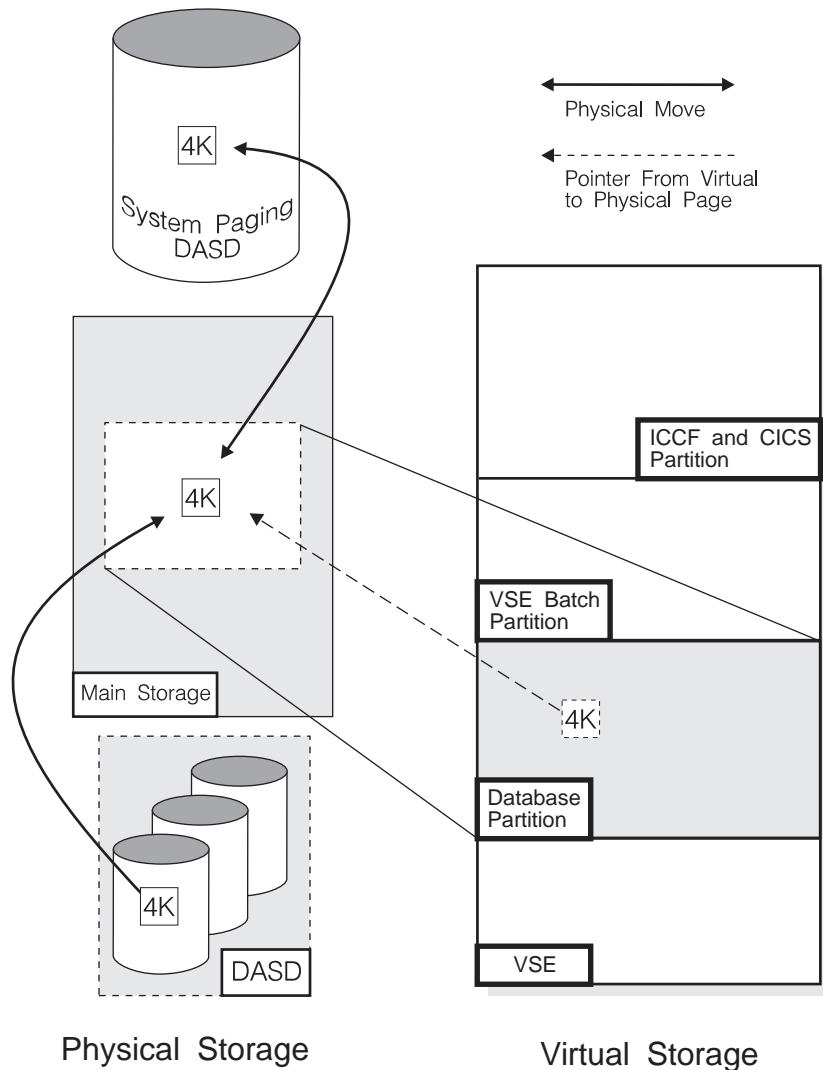 4K
System Paging
DASD
Physical Move
Pointer From Virtual
to Physical Page
ICCF and CICS
Partition
4K
VSE Batch
Partition
Main Storage
4K
Database
Partition
4K
DASD
VSE
Physical Storage
Virtual Storage